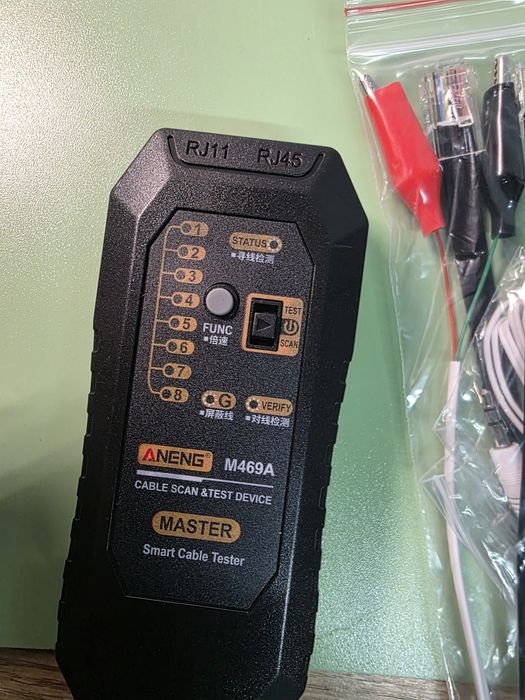 RJ11 RJ45
1
2
3
4
5
6
7
8
STATUS
■寻线检测
FUNC
■倍速
TEST
SCAN
G
■屏蔽线
VERIFY
■对线检测
ANENG® M469A
CABLE SCAN &TEST DEVICE
MASTER
Smart Cable Tester